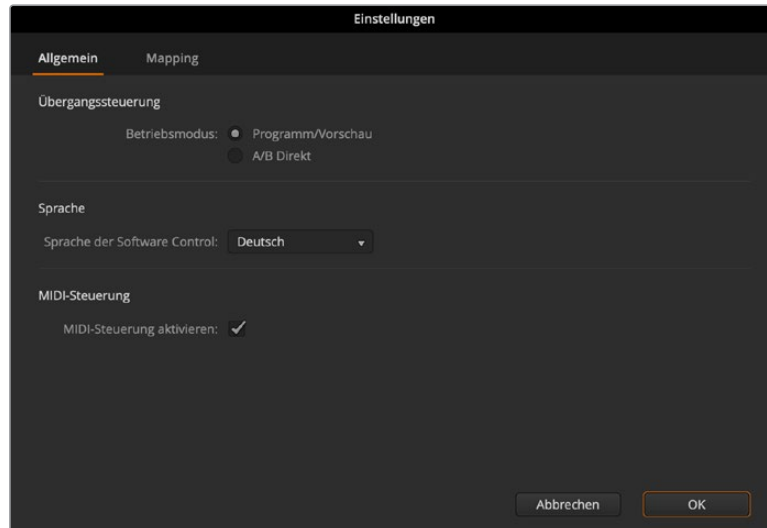 Einstellungen
Allgemein Mapping
Übergangssteuerung
Betriebsmodus: Programm/Vorschau
A/B Direkt
Sprache
Sprache der Software Control: Deutsch
MIDI-Steuerung
MIDI-Steuerung aktivieren:
Abbrechen OK